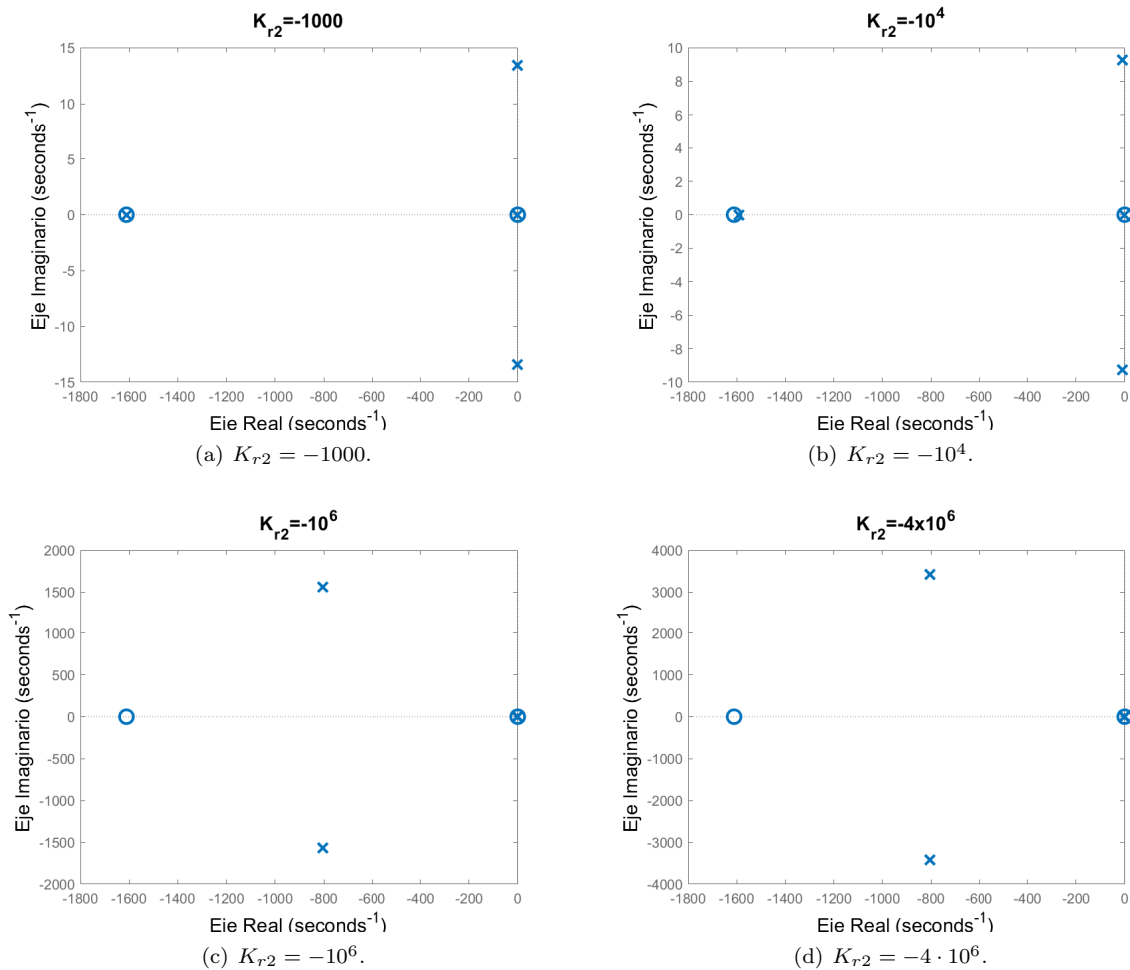 K_r2=-1000
15
10
5
0
-5
-10
-15
-1800 -1600 -1400 -1200 -1000 -800 -600 -400 -200 0
Eje Imaginario (seconds^-1)
Eje Real (seconds^-1)
(a) K_r2 = −1000.
K_r2=-10^4
10
8
6
4
2
0
-2
-4
-6
-8
-10
-1800 -1600 -1400 -1200 -1000 -800 -600 -400 -200 0
Eje Imaginario (seconds^-1)
Eje Real (seconds^-1)
(b) K_r2 = −10^4.
K_r2=-10^6
2000
1500
1000
500
0
-500
-1000
-1500
-2000
-1800 -1600 -1400 -1200 -1000 -800 -600 -400 -200 0
Eje Imaginario (seconds^-1)
Eje Real (seconds^-1)
(c) K_r2 = −10^6.
K_r2=-4x10^6
4000
3000
2000
1000
0
-1000
-2000
-3000
-4000
-1800 -1600 -1400 -1200 -1000 -800 -600 -400 -200 0
Eje Imaginario (seconds^-1)
Eje Real (seconds^-1)
(d) K_r2 = −4 · 10^6.